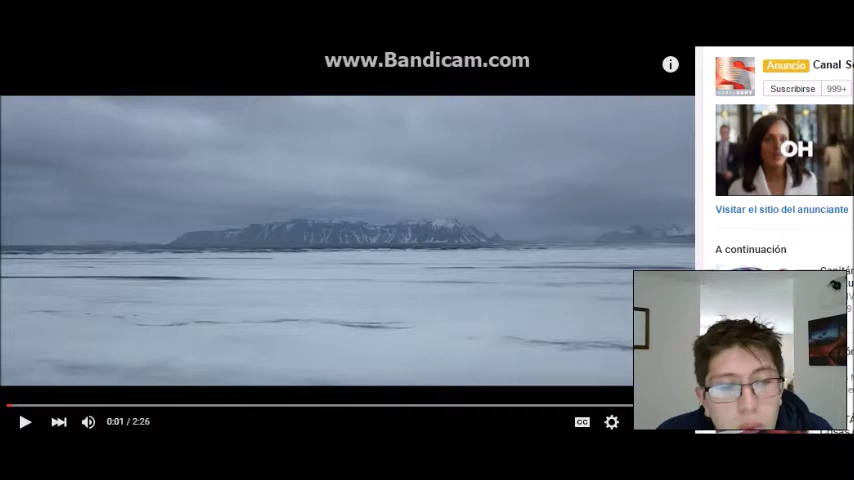 www.Bandicam.com
Anuncio Canal S
Suscribirse 999+
OH
Visitar el sitio del anunciante
A continuación
0:01 / 2:26
CC